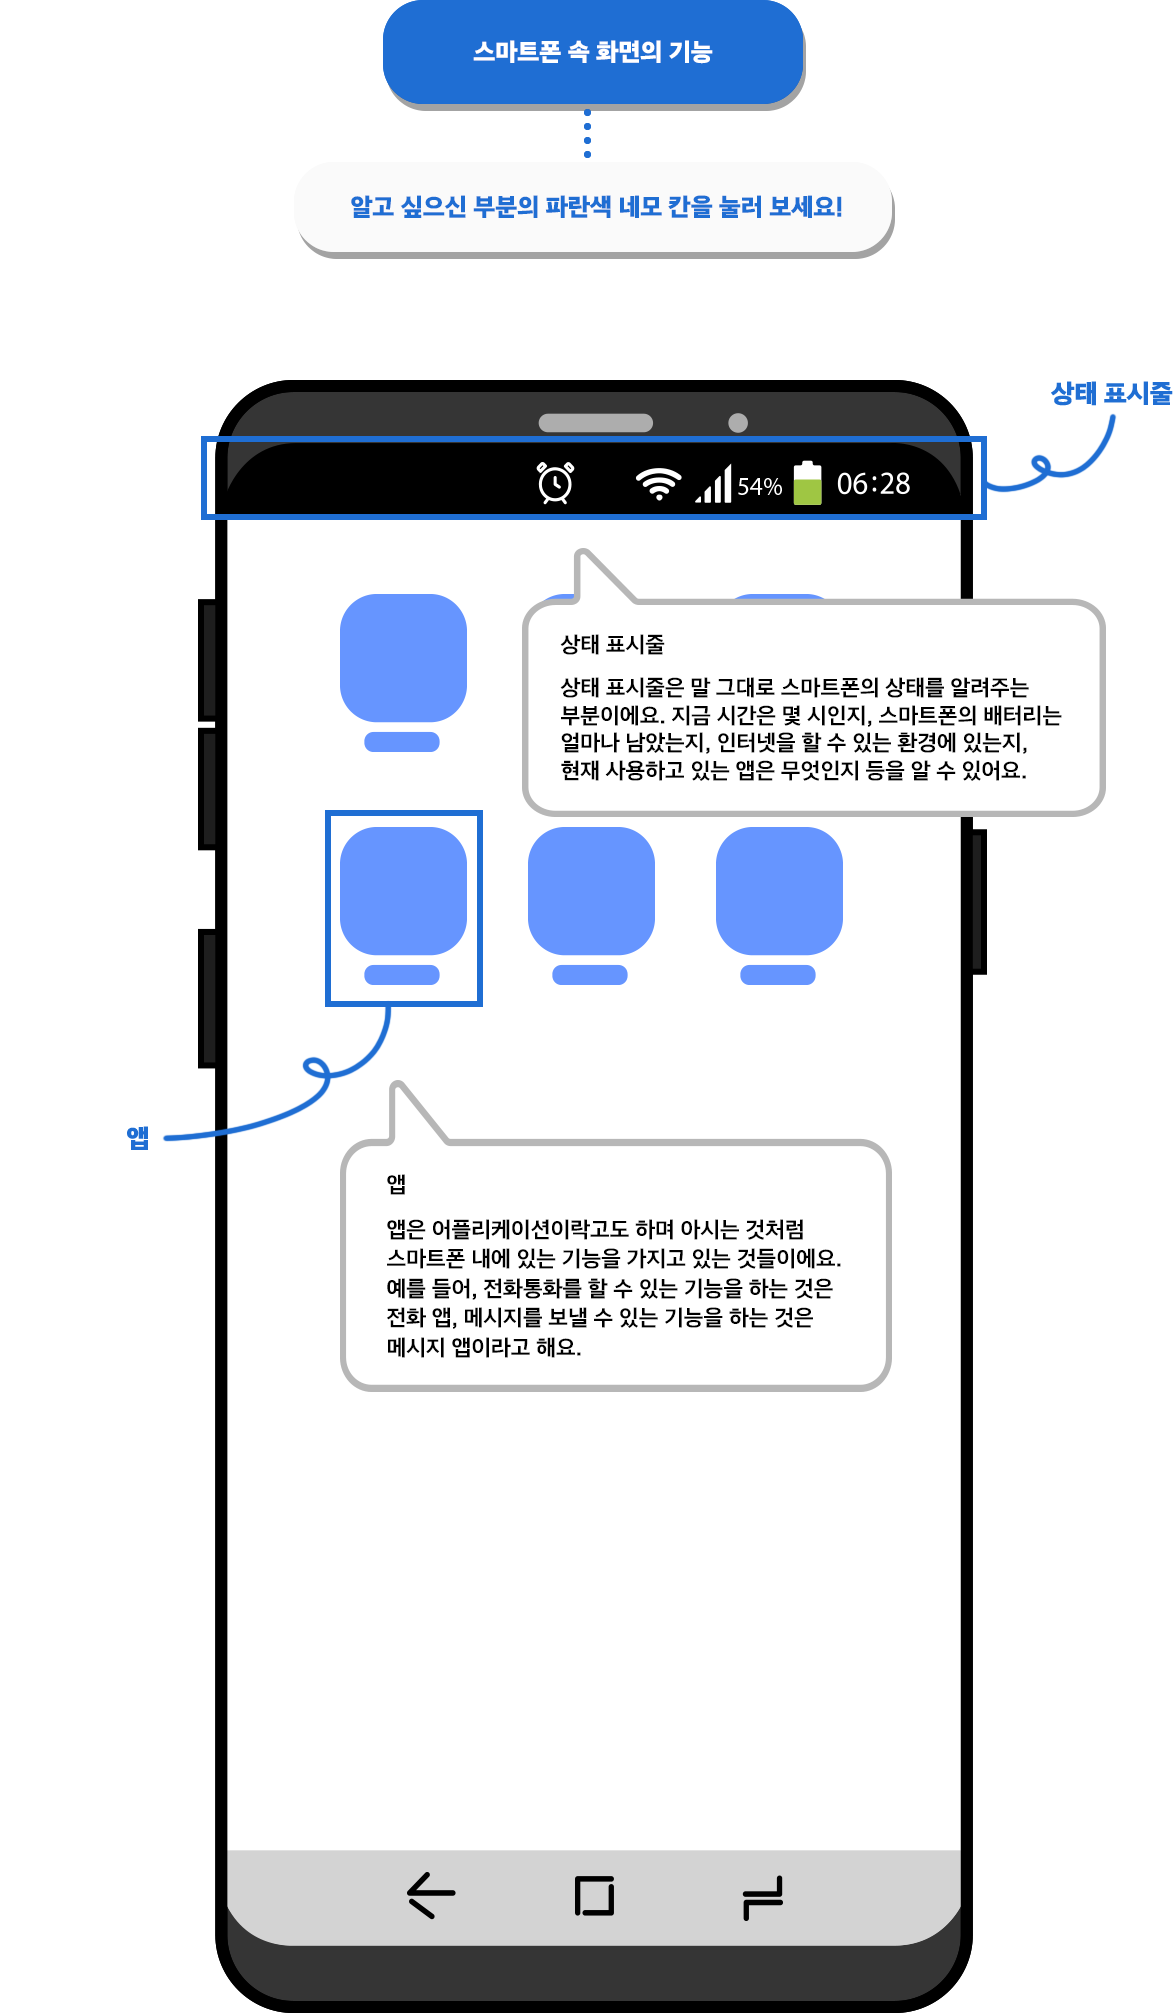 스마트폰 속 화면의 기능
알고 싶으신 부분의 파란색 네모 칸을 눌러 보세요!
상태 표시줄
54%
06:28
상태 표시줄
상태 표시줄은 말 그대로 스마트폰의 상태를 알려주는
부분이에요. 지금 시간은 몇 시인지, 스마트폰의 배터리는
얼마나 남았는지, 인터넷을 할 수 있는 환경에 있는지,
현재 사용하고 있는 앱은 무엇인지 등을 알 수 있어요.
앱
앱
앱은 어플리케이션이락고도 하며 아시는 것처럼
스마트폰 내에 있는 기능을 가지고 있는 것들이에요.
예를 들어, 전화통화를 할 수 있는 기능을 하는 것은
전화 앱, 메시지를 보낼 수 있는 기능을 하는 것은
메시지 앱이라고 해요.